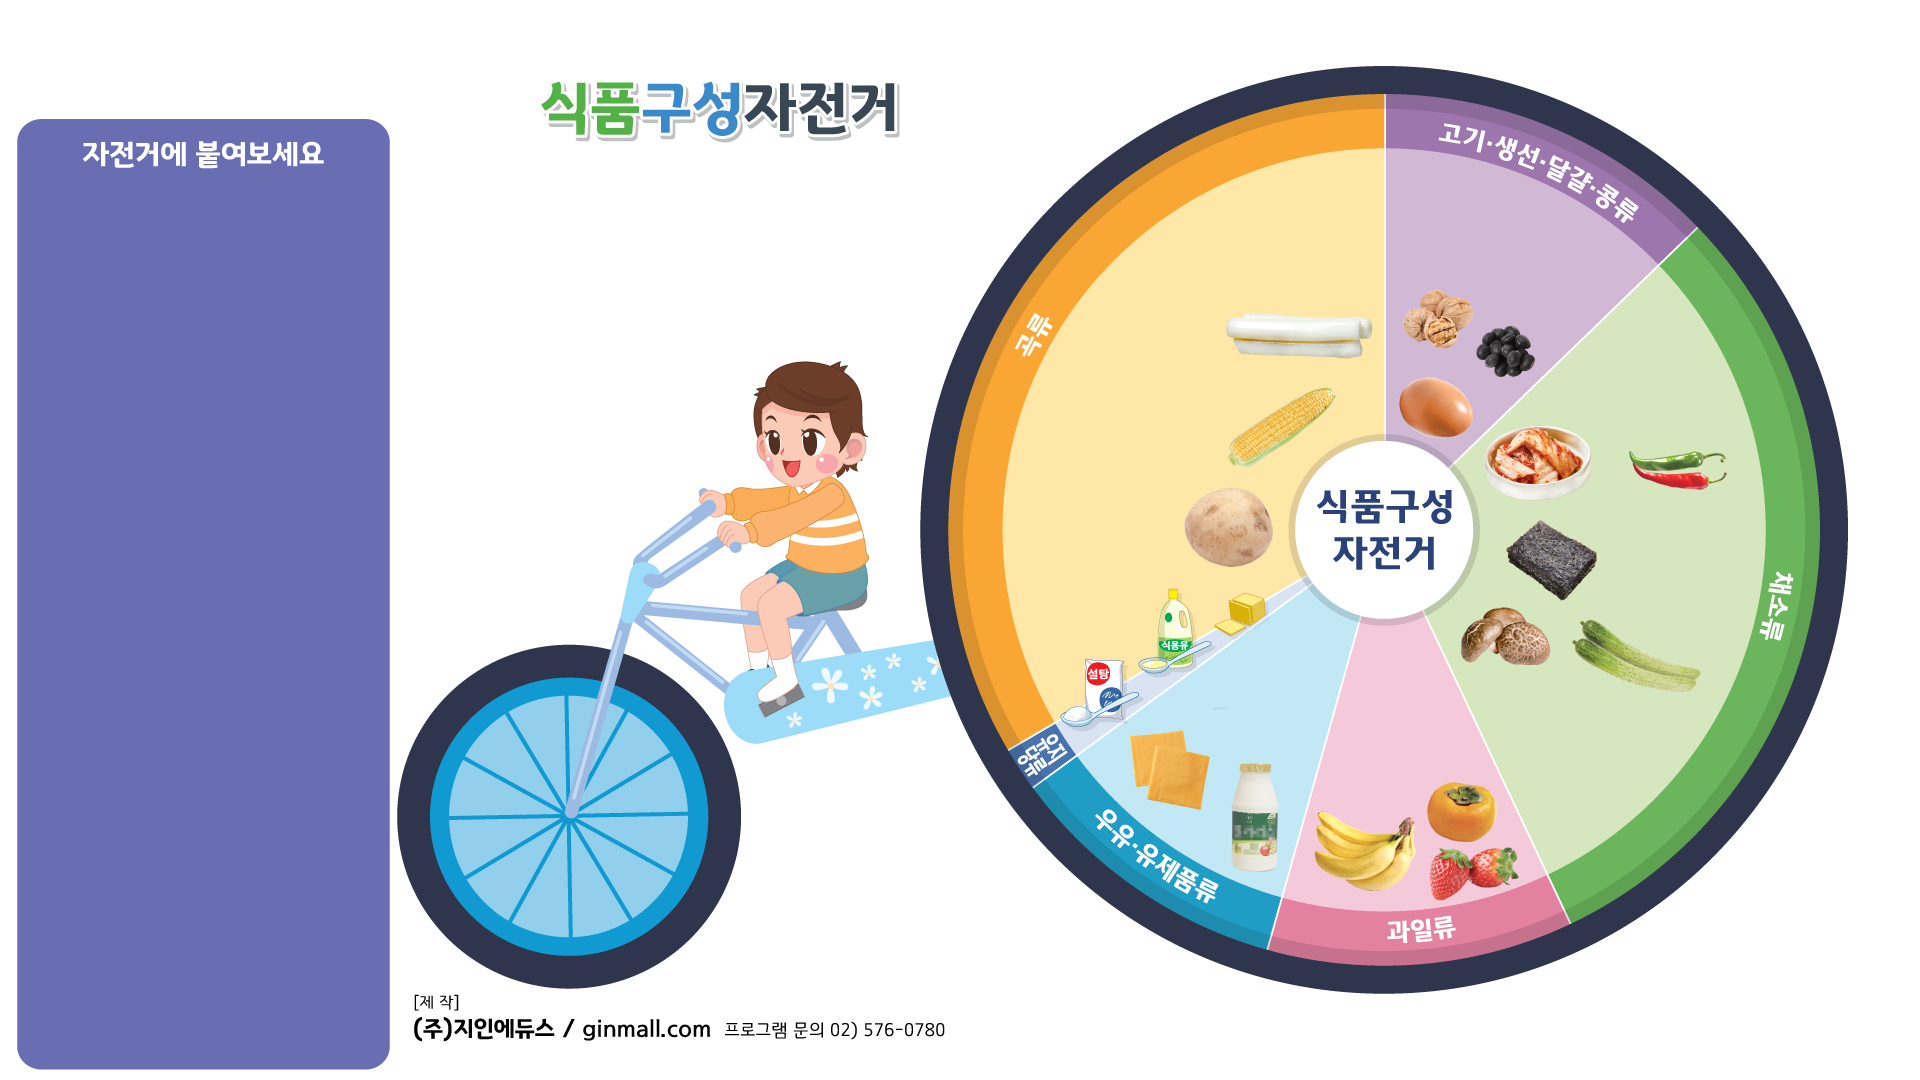 식품구성자전거
자전거에 붙여보세요
고기·생선·달걀·콩류
곡류
채소류
식품구성
자전거
식용유
설탕
유지
당류
우유·유제품류
과일류
[제 작]
(주)지인에듀스 / ginmall.com 프로그램 문의 02) 576-0780